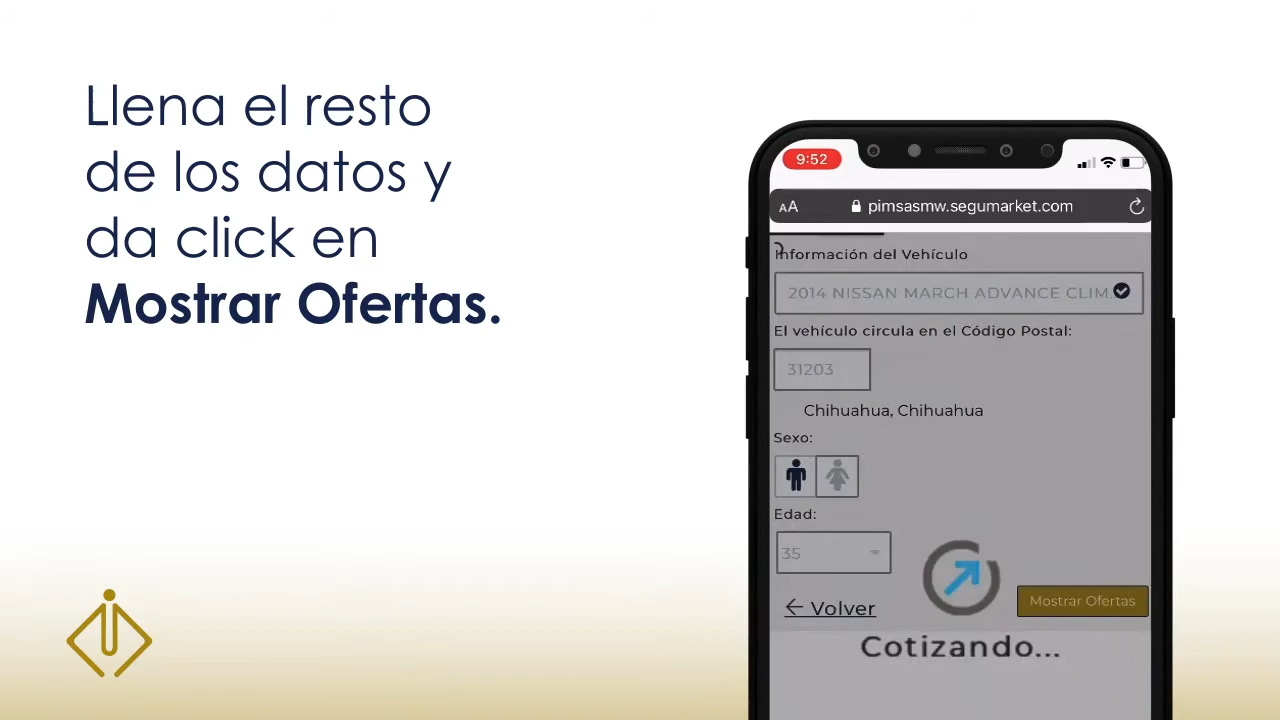 Llena el resto
de los datos y
da click en
Mostrar Ofertas.
9:52
AA pimsasmw.segumarket.com
Información del Vehículo
2014 NISSAN MARCH ADVANCE CLIM.
El vehículo circula en el Código Postal:
31203
Chihuahua, Chihuahua
Sexo:
Edad:
35
← Volver
Mostrar Ofertas
Cotizando...